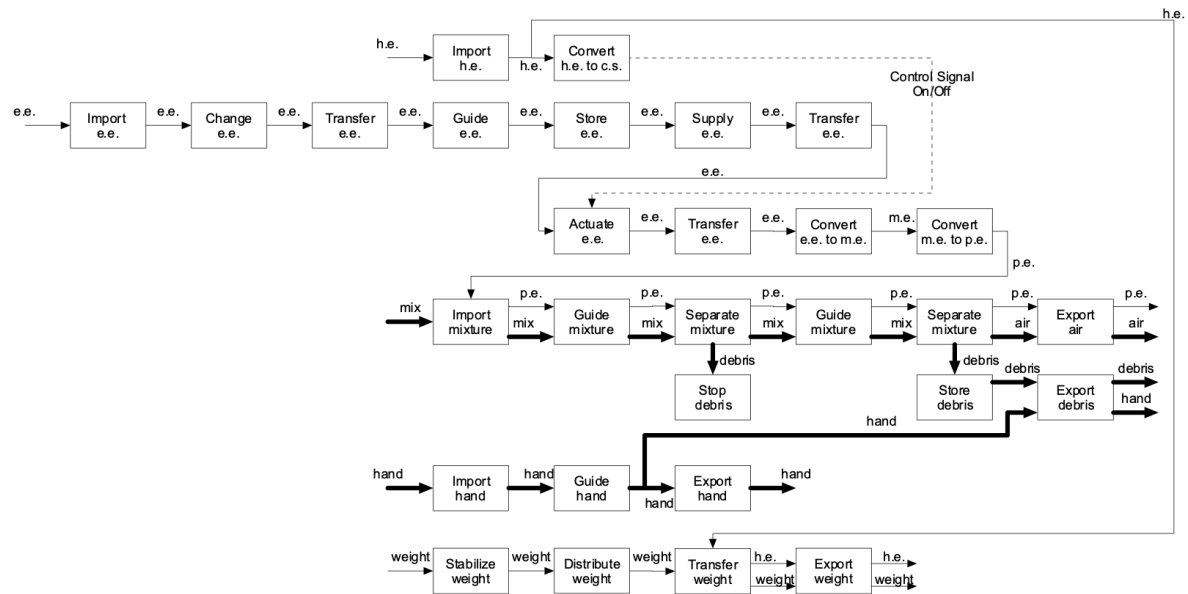 h.e.
h.e.
Import
h.e.
h.e.
Convert
h.e. to c.s.
Control Signal
On/Off
e.e.
Import
e.e.
e.e.
Change
e.e.
e.e.
Transfer
e.e.
e.e.
Guide
e.e.
e.e.
Store
e.e.
e.e.
Supply
e.e.
e.e.
Transfer
e.e.
e.e.
Actuate
e.e.
e.e.
Transfer
e.e.
e.e.
Convert
e.e. to m.e.
m.e.
Convert
m.e. to p.e.
p.e.
mix
Import
mixture
p.e.
mix
Guide
mixture
p.e.
mix
Separate
mixture
p.e.
mix
Guide
mixture
p.e.
mix
Separate
mixture
p.e.
air
Export
air
p.e.
air
debris
Stop
debris
debris
Store
debris
debris
Export
debris
debris
hand
hand
hand
Import
hand
hand
Guide
hand
hand
Export
hand
hand
weight
Stabilize
weight
weight
Distribute
weight
weight
Transfer
weight
h.e.
weight
Export
weight
h.e.
weight